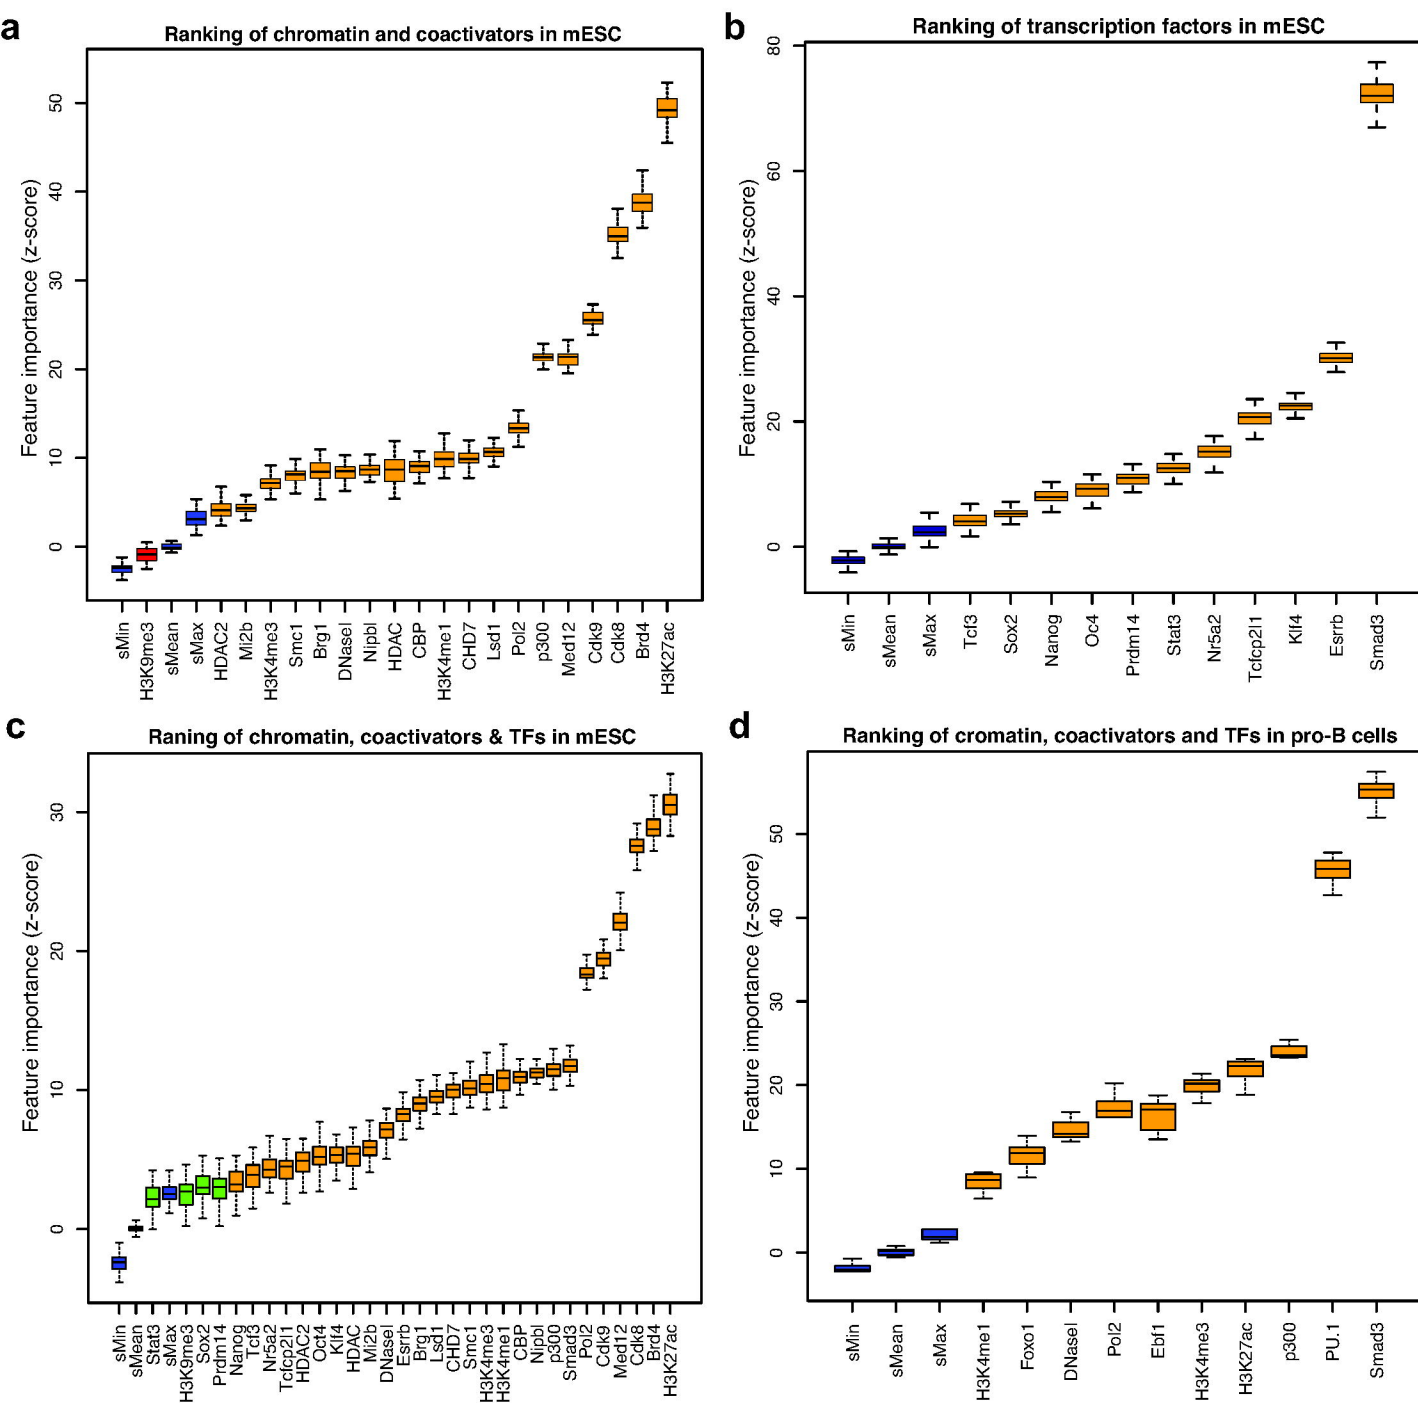 a
Ranking of chromatin and coactivators in mESC
Feature importance (z-score)
50
40
30
20
10
0
sMin
H3K9me3
sMean
sMax
HDAC2
Mi2b
H3K4me3
Smc1
Brg1
DNaseI
Nipbl
HDAC
CBP
H3K4me1
CHD7
Lsd1
Pol2
p300
Med12
Cdk9
Cdk8
Brd4
H3K27ac
b
Ranking of transcription factors in mESC
Feature importance (z-score)
80
60
40
20
0
sMin
sMean
sMax
Tcf3
Sox2
Nanog
Oc4
Prdm14
Stat3
Nr5a2
Tcfcp2l1
Klf4
Esrrb
Smad3
c
Raning of chromatin, coactivators & TFs in mESC
Feature importance (z-score)
30
20
10
0
sMin
sMean
Stat3
sMax
H3K9me3
Sox2
Prdm14
Nanog
Tcf3
Nr5a2
Tcfcp2l1
HDAC2
Oct4
Klf4
HDAC
Mi2b
DNaseI
Esrrb
Brg1
Lsd1
CHD7
Smc1
H3K4me3
H3K4me1
CBP
Nipbl
p300
Smad3
Pol2
Cdk9
Med12
Cdk8
Brd4
H3K27ac
d
Ranking of cromatin, coactivators and TFs in pro-B cells
Feature importance (z-score)
50
40
30
20
10
0
sMin
sMean
sMax
H3K4me1
Foxo1
DNaseI
Pol2
Ebf1
H3K4me3
H3K27ac
p300
PU.1
Smad3